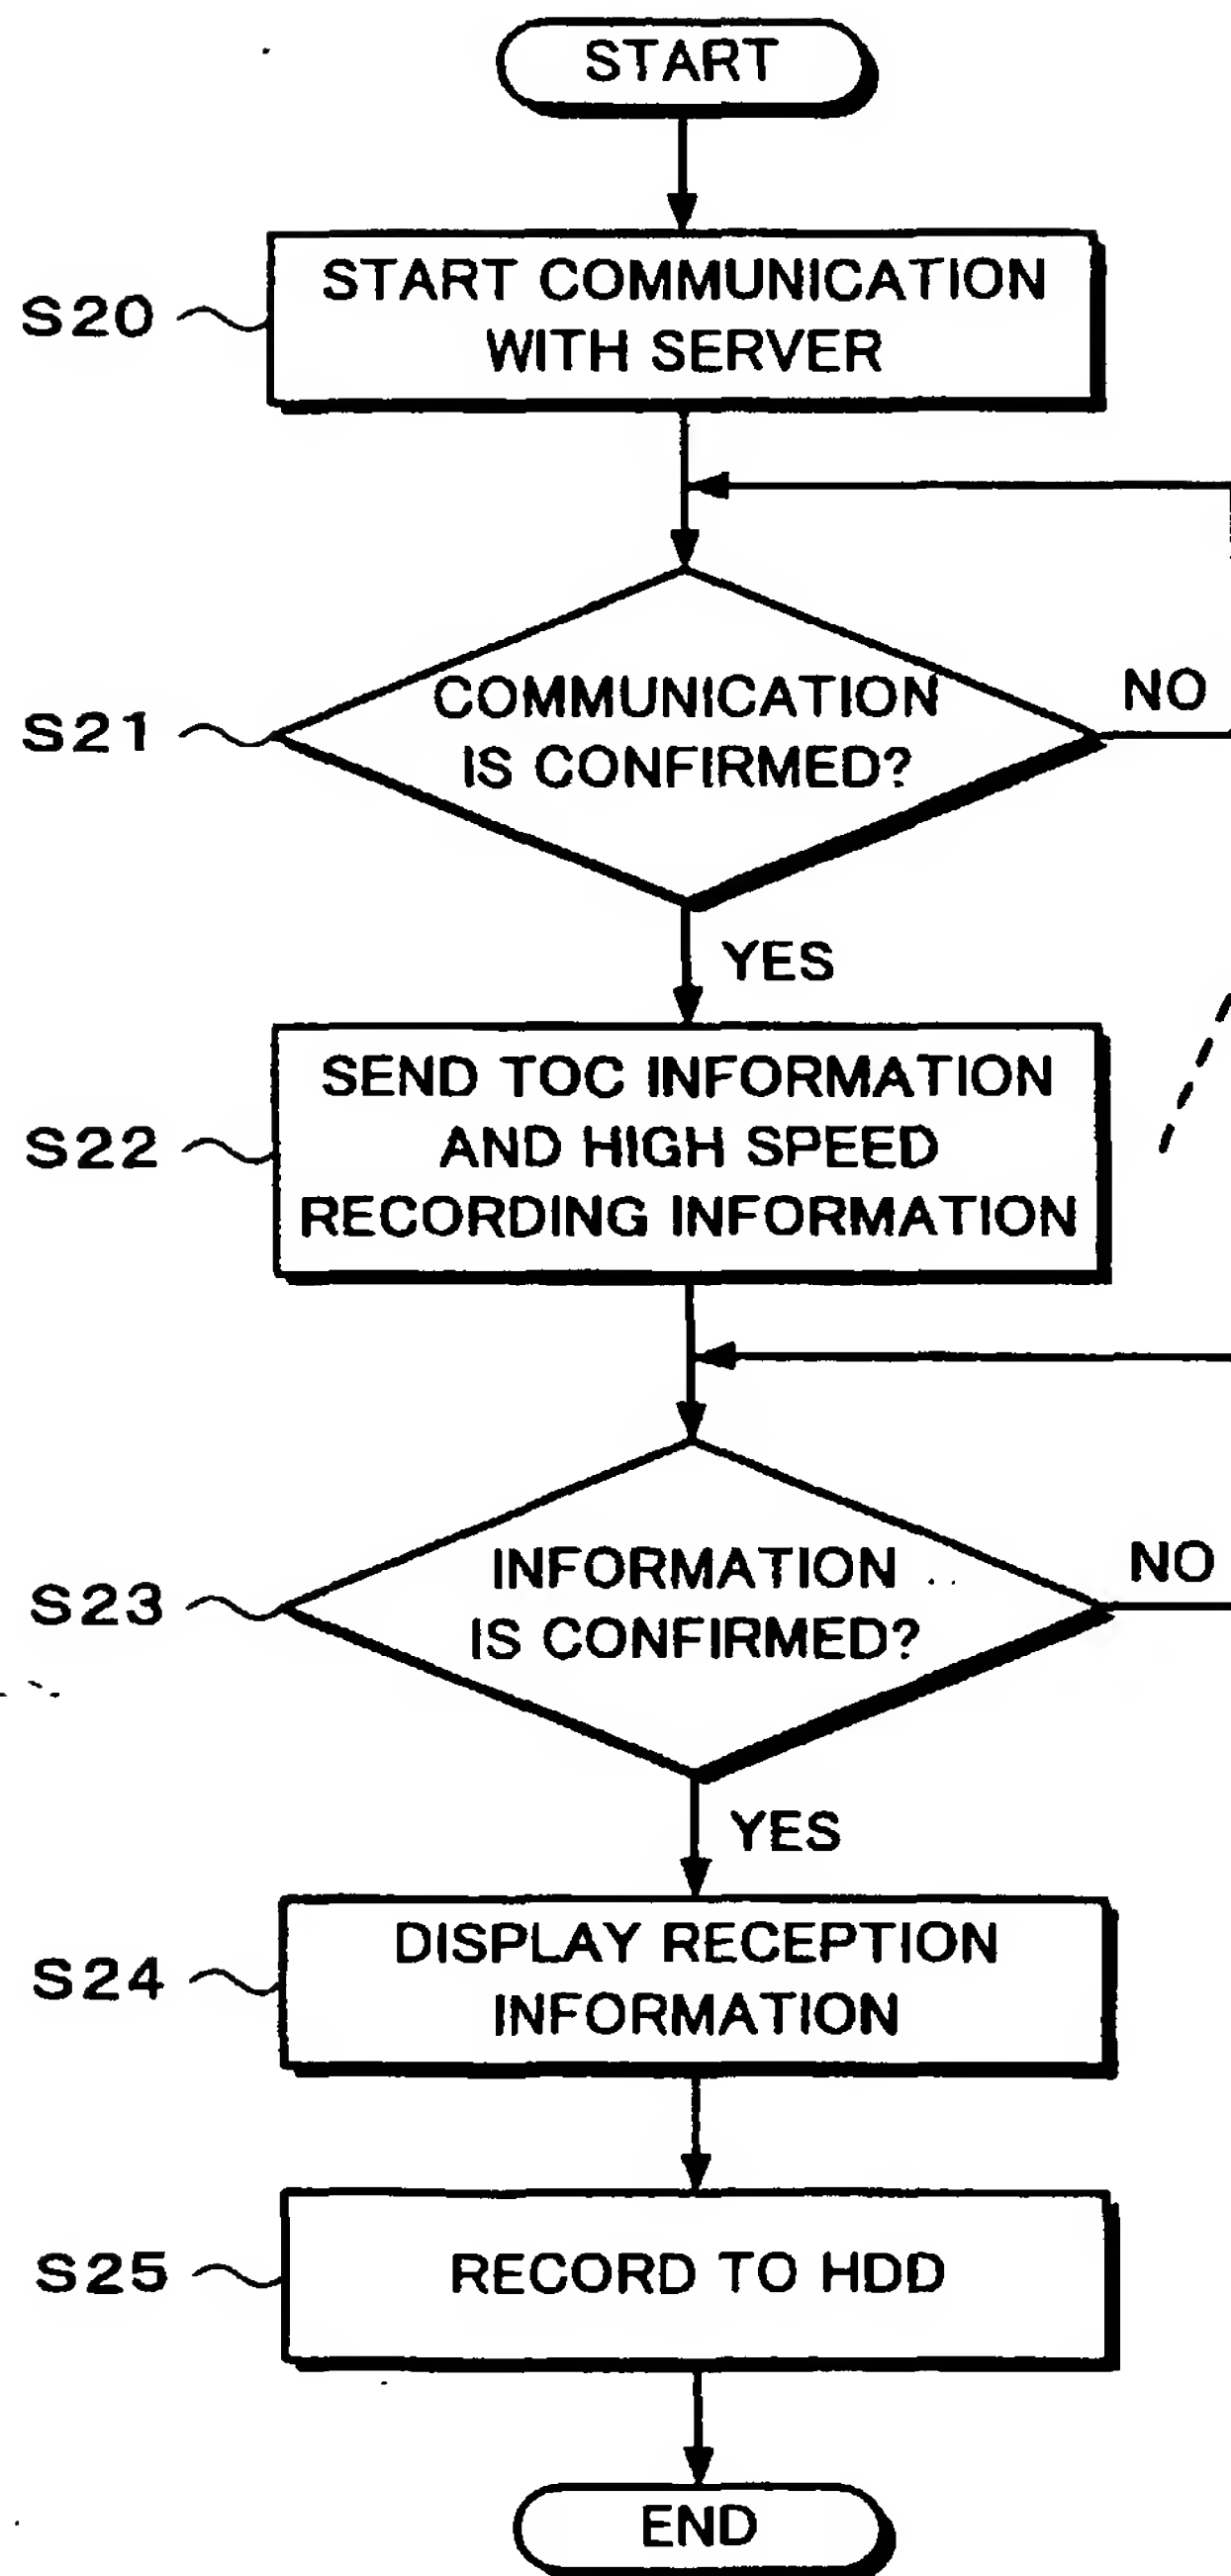 START
START COMMUNICATION
WITH SERVER
S20
COMMUNICATION
IS CONFIRMED?
S21
NO
YES
SEND TOC INFORMATION
AND HIGH SPEED
RECORDING INFORMATION
S22
INFORMATION
IS CONFIRMED?
S23
NO
YES
DISPLAY RECEPTION
INFORMATION
S24
RECORD TO HDD
S25
END